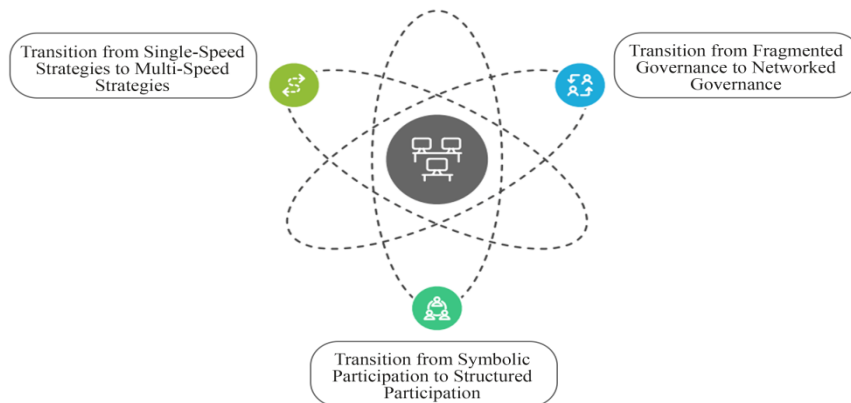 Transition from Single-Speed
Strategies to Multi-Speed
Strategies
Transition from Fragmented
Governance to Networked
Governance
Transition from Symbolic
Participation to Structured
Participation